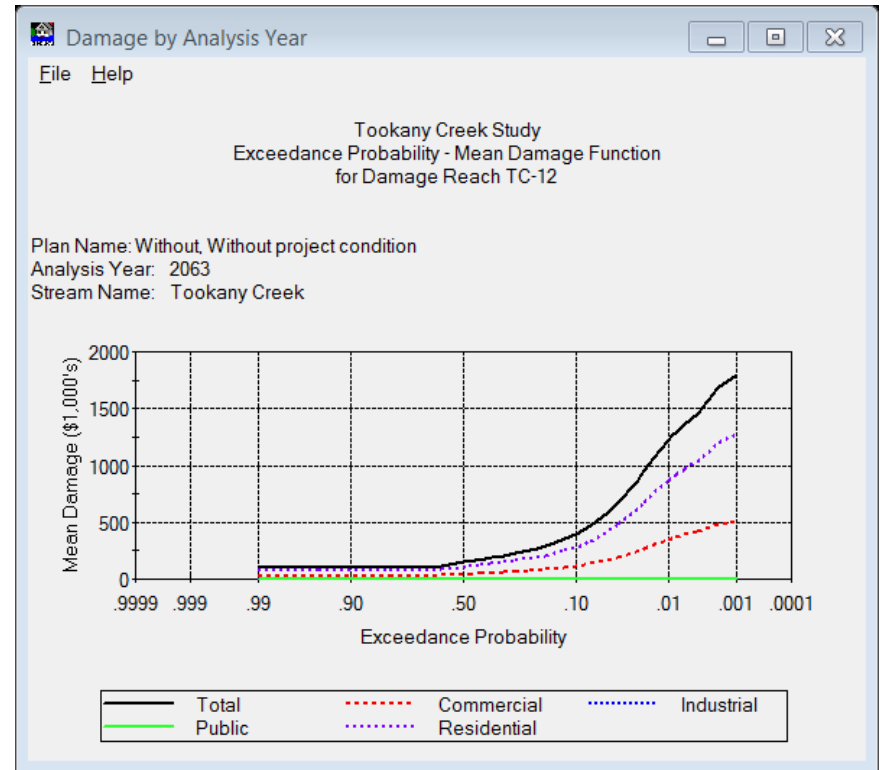 Damage by Analysis Year
File Help
Tookany Creek Study
Exceedance Probability - Mean Damage Function
for Damage Reach TC-12
Plan Name: Without, Without project condition
Analysis Year: 2063
Stream Name: Tookany Creek
Mean Damage ($1,000's)
2000
1500
1000
500
0
.9999 .999 .99 .90 .50 .10 .01 .001 .0001
Exceedance Probability
Total Commercial Industrial
Public Residential